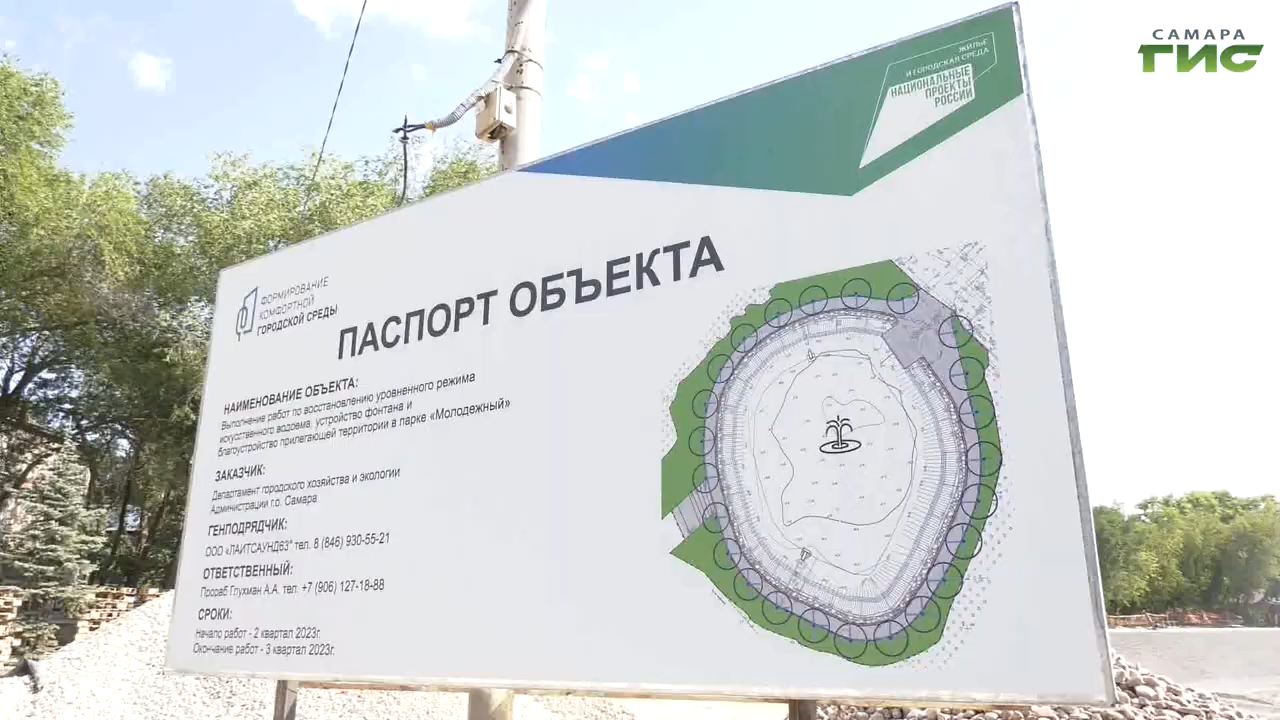 САМАРА
ГИС
ЖИЛЬЕ
И ГОРОДСКАЯ СРЕДА
НАЦИОНАЛЬНЫЕ
ПРОЕКТЫ
РОССИИ
ФОРМИРОВАНИЕ
КОМФОРТНОЙ
ГОРОДСКОЙ СРЕДЫ
ПАСПОРТ ОБЪЕКТА
НАИМЕНОВАНИЕ ОБЪЕКТА:
Выполнение работ по восстановлению уровненного режима
искусственного водоема, устройство фонтана и
благоустройство прилегающей территории в парке «Молодежный»
ЗАКАЗЧИК:
Департамент городского хозяйства и экологии
Администрации г.о. Самара
ГЕНПОДРЯДЧИК:
ООО «ЛАЙТСАУНД63" тел. 8 (846) 930-55-21
ОТВЕТСТВЕННЫЙ:
Прораб Глухман А.А. тел. +7 (906) 127-18-88
СРОКИ:
Начало работ - 2 квартал 2023г.
Окончание работ - 3 квартал 2023г.